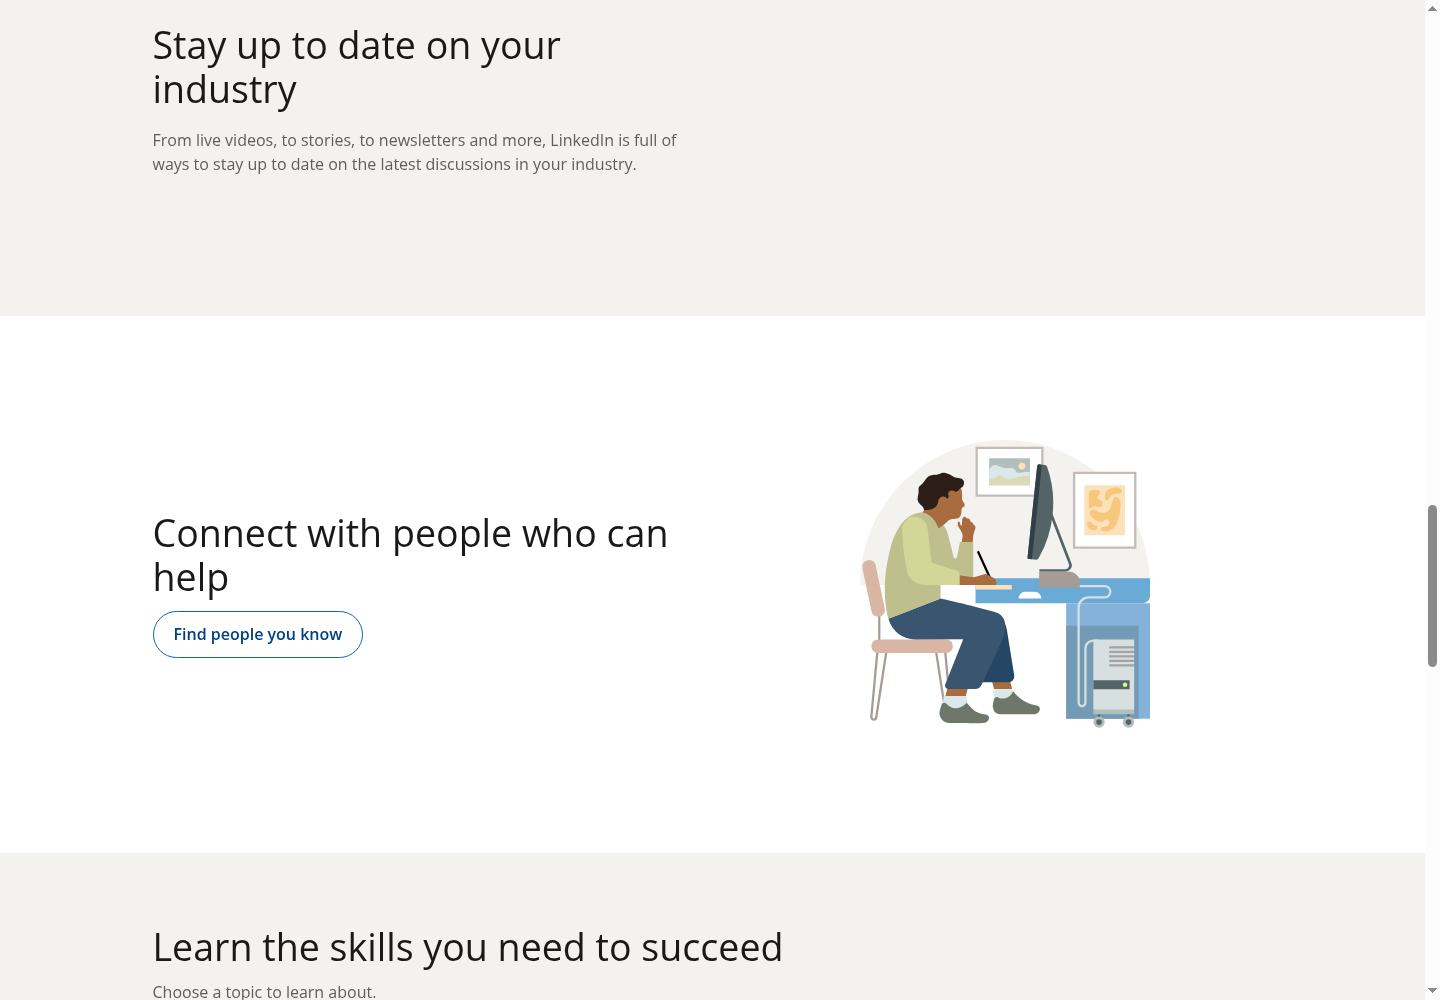 Stay up to date on your
industry
From live videos, to stories, to newsletters and more, LinkedIn is full of
ways to stay up to date on the latest discussions in your industry.
Connect with people who can
help
Find people you know
Learn the skills you need to succeed
Choose a topic to learn about.